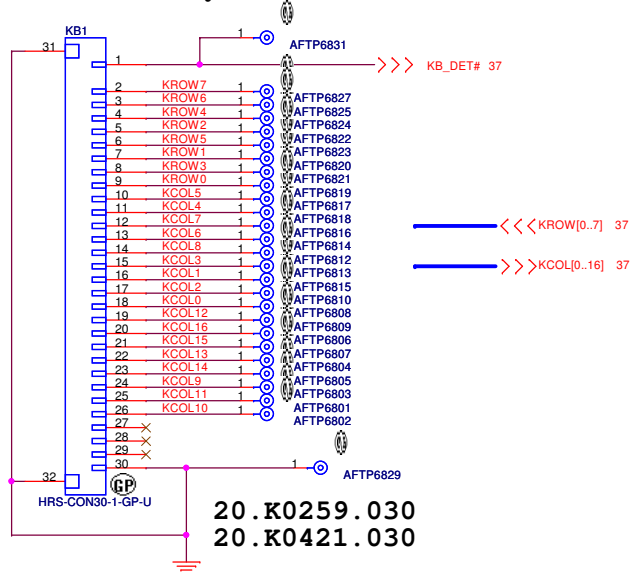 KB1
31
1 AFTP6831
1 KB_DET# 37
2 KROW7 1 AFTP6827
3 KROW6 1 AFTP6825
4 KROW4 1 AFTP6824
5 KROW2 1 AFTP6822
6 KROW5 1 AFTP6823
7 KROW1 1 AFTP6820
8 KROW3 1 AFTP6821
9 KROW0 1 AFTP6819
10 KCOL5 1 AFTP6817
11 KCOL4 1 AFTP6818
12 KCOL7 1 AFTP6816
13 KCOL6 1 AFTP6814
14 KCOL8 1 AFTP6812
15 KCOL3 1 AFTP6813
16 KCOL1 1 AFTP6815
17 KCOL2 1 AFTP6810
18 KCOL0 1 AFTP6808
19 KCOL12 1 AFTP6809
20 KCOL16 1 AFTP6806
21 KCOL15 1 AFTP6807
22 KCOL13 1 AFTP6804
23 KCOL14 1 AFTP6805
24 KCOL9 1 AFTP6803
25 KCOL11 1 AFTP6801
26 KCOL10 1 AFTP6802
27
28
29
30 1 AFTP6829
32
GP
HRS-CON30-1-GP-U
KROW[0..7] 37
KCOL[0..16] 37
20.K0259.030
20.K0421.030